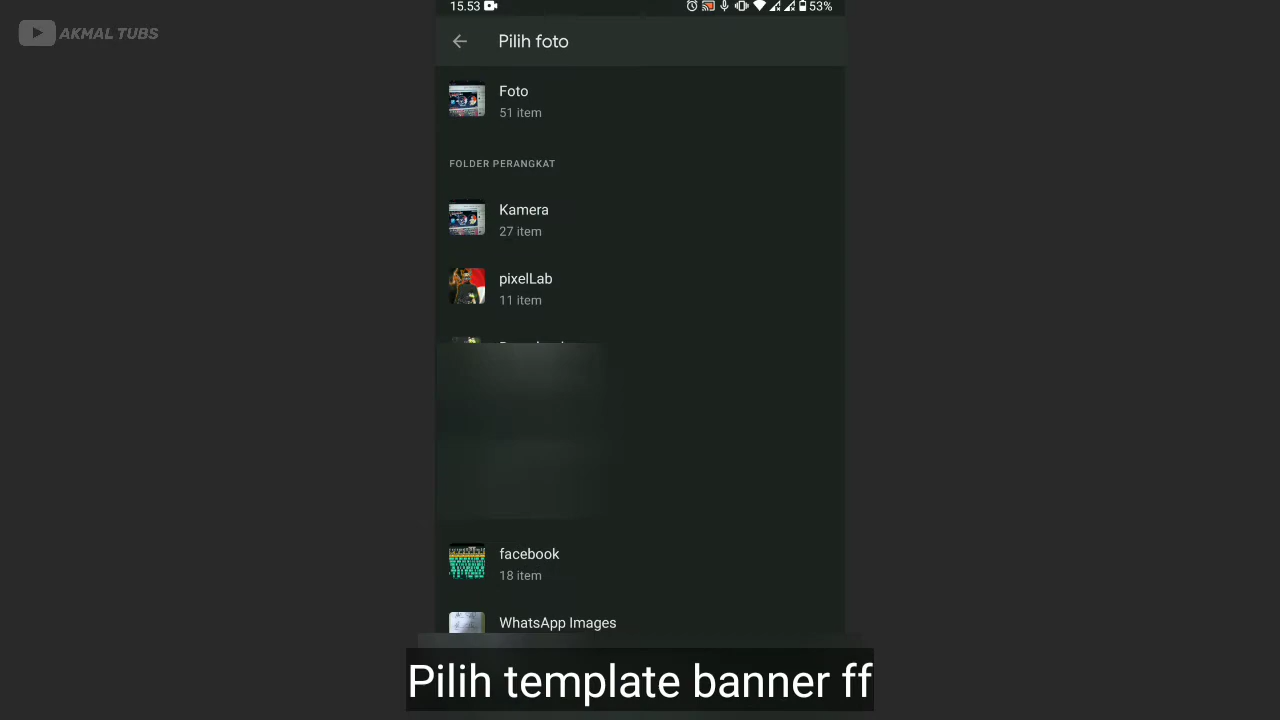 15.53
53%
AKMAL TUBS
Pilih foto
Foto
51 item
FOLDER PERANGKAT
Kamera
27 item
pixelLab
11 item
facebook
18 item
WhatsApp Images
Pilih template banner ff